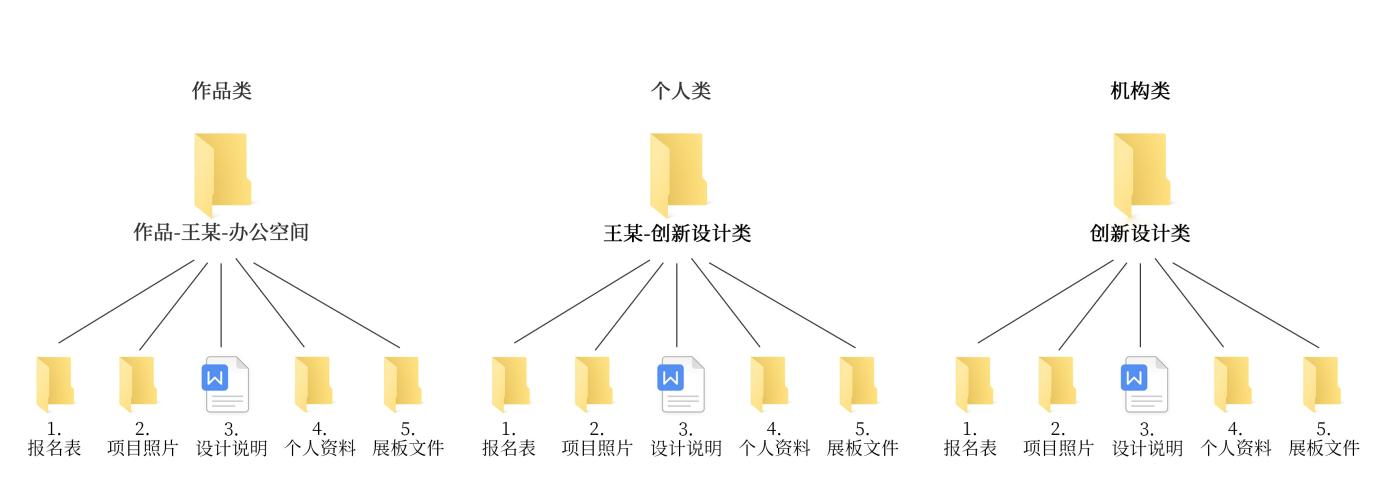 作品类
作品-王某-办公空间
W
1.
报名表
2.
项目照片
3.
设计说明
4.
个人资料
5.
展板文件
个人类
王某-创新设计类
W
1.
报名表
2.
项目照片
3.
设计说明
4.
个人资料
5.
展板文件
机构类
创新设计类
W
1.
报名表
2.
项目照片
3.
设计说明
4.
个人资料
5.
展板文件